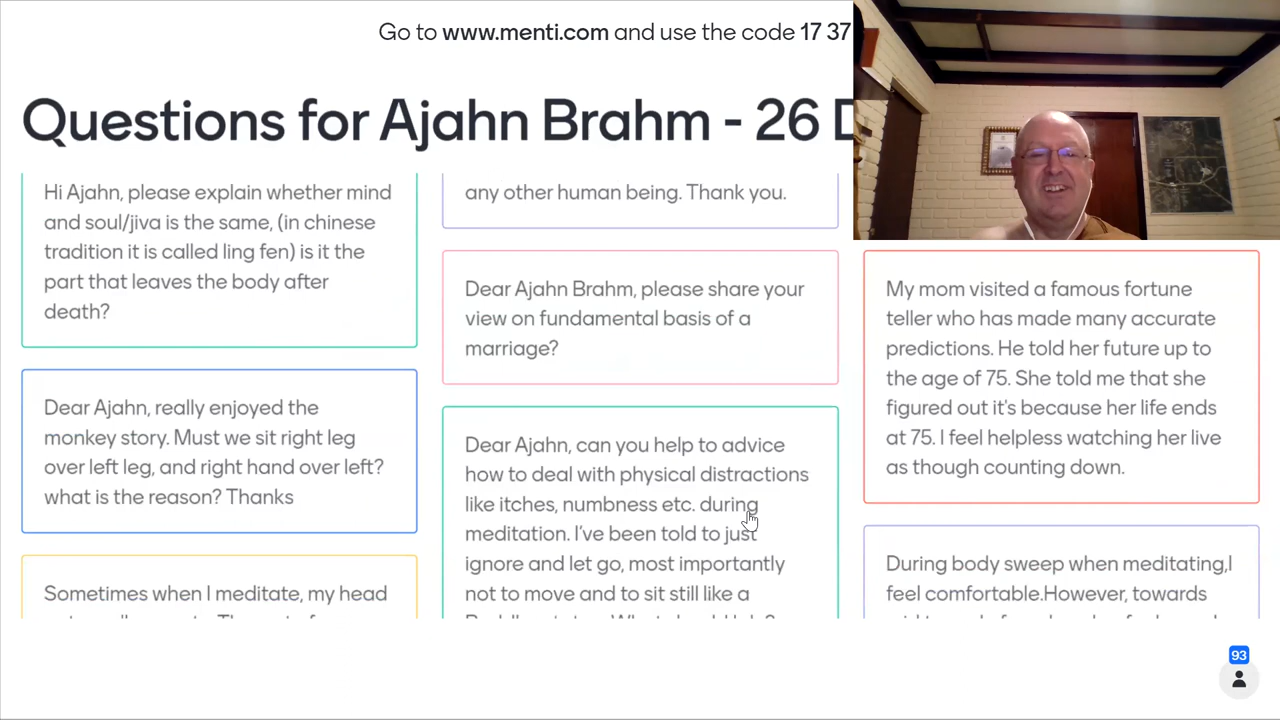 Go to www.menti.com and use the code 17 37
Questions for Ajahn Brahm - 26 D
Hi Ajahn, please explain whether mind
and soul/jiva is the same, (in chinese
tradition it is called ling fen) is it the
part that leaves the body after
death?
Dear Ajahn, really enjoyed the
monkey story. Must we sit right leg
over left leg, and right hand over left?
what is the reason? Thanks
Sometimes when I meditate, my head
any other human being. Thank you.
Dear Ajahn Brahm, please share your
view on fundamental basis of a
marriage?
Dear Ajahn, can you help to advice
how to deal with physical distractions
like itches, numbness etc. during
meditation. I've been told to just
ignore and let go, most importantly
not to move and to sit still like a
My mom visited a famous fortune
teller who has made many accurate
predictions. He told her future up to
the age of 75. She told me that she
figured out it's because her life ends
at 75. I feel helpless watching her live
as though counting down.
During body sweep when meditating,I
feel comfortable.However, towards
93